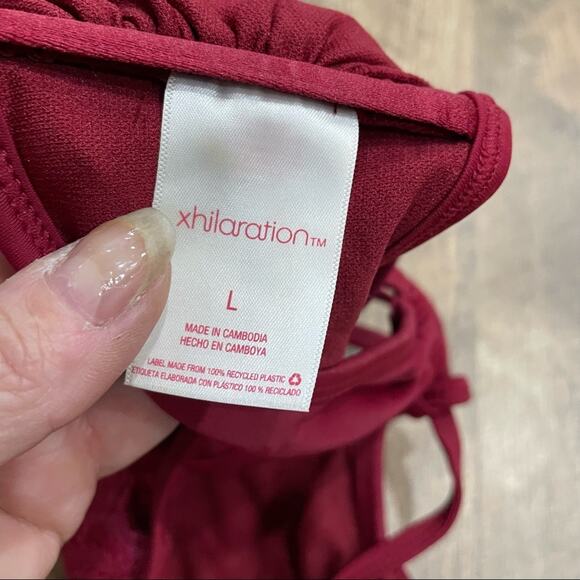 xhilaration™
L
MADE IN CAMBODIA
HECHO EN CAMBOYA
LABEL MADE FROM 100% RECYCLED PLASTIC
ETIQUETA ELABORADA CON PLÁSTICO 100 % RECICLADO